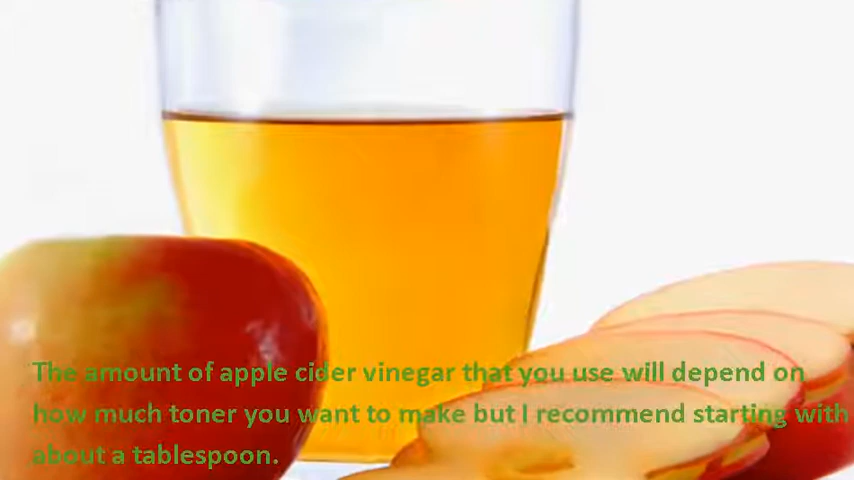 The amount of apple cider vinegar that you use will depend on
how much toner you want to make but I recommend starting with
about a tablespoon.